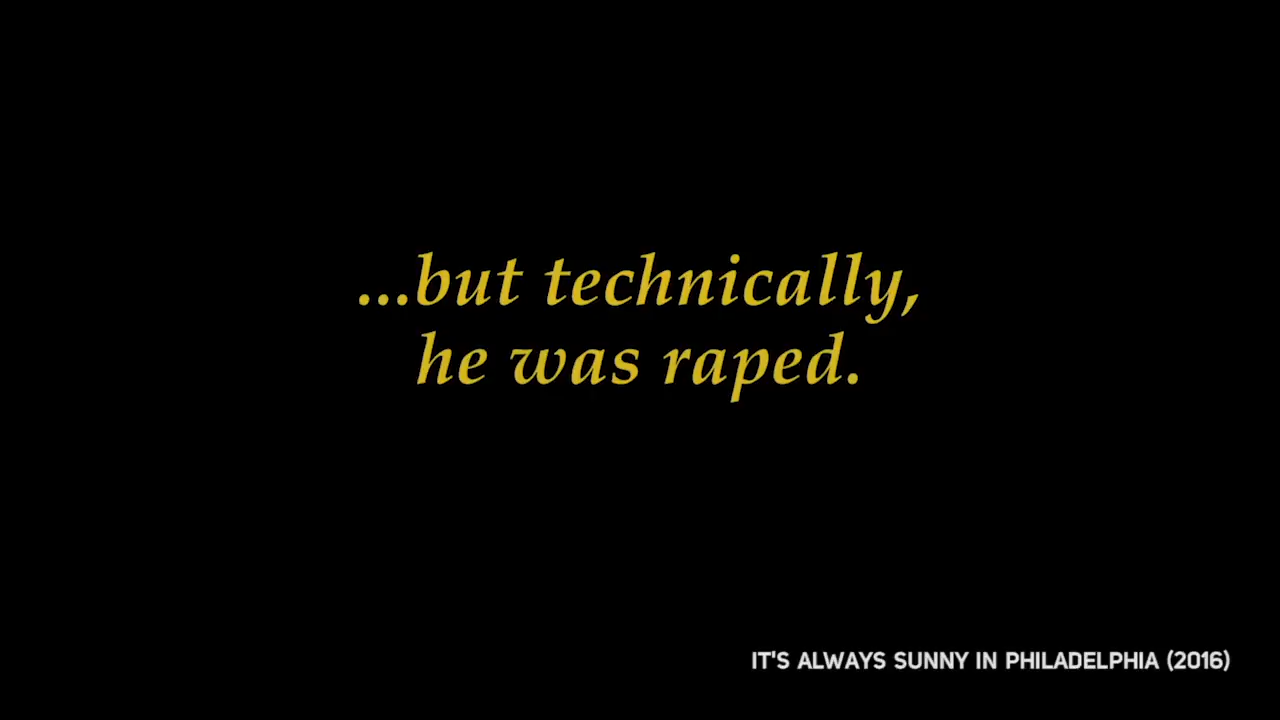 ...but technically,
he was raped.
IT'S ALWAYS SUNNY IN PHILADELPHIA (2016)